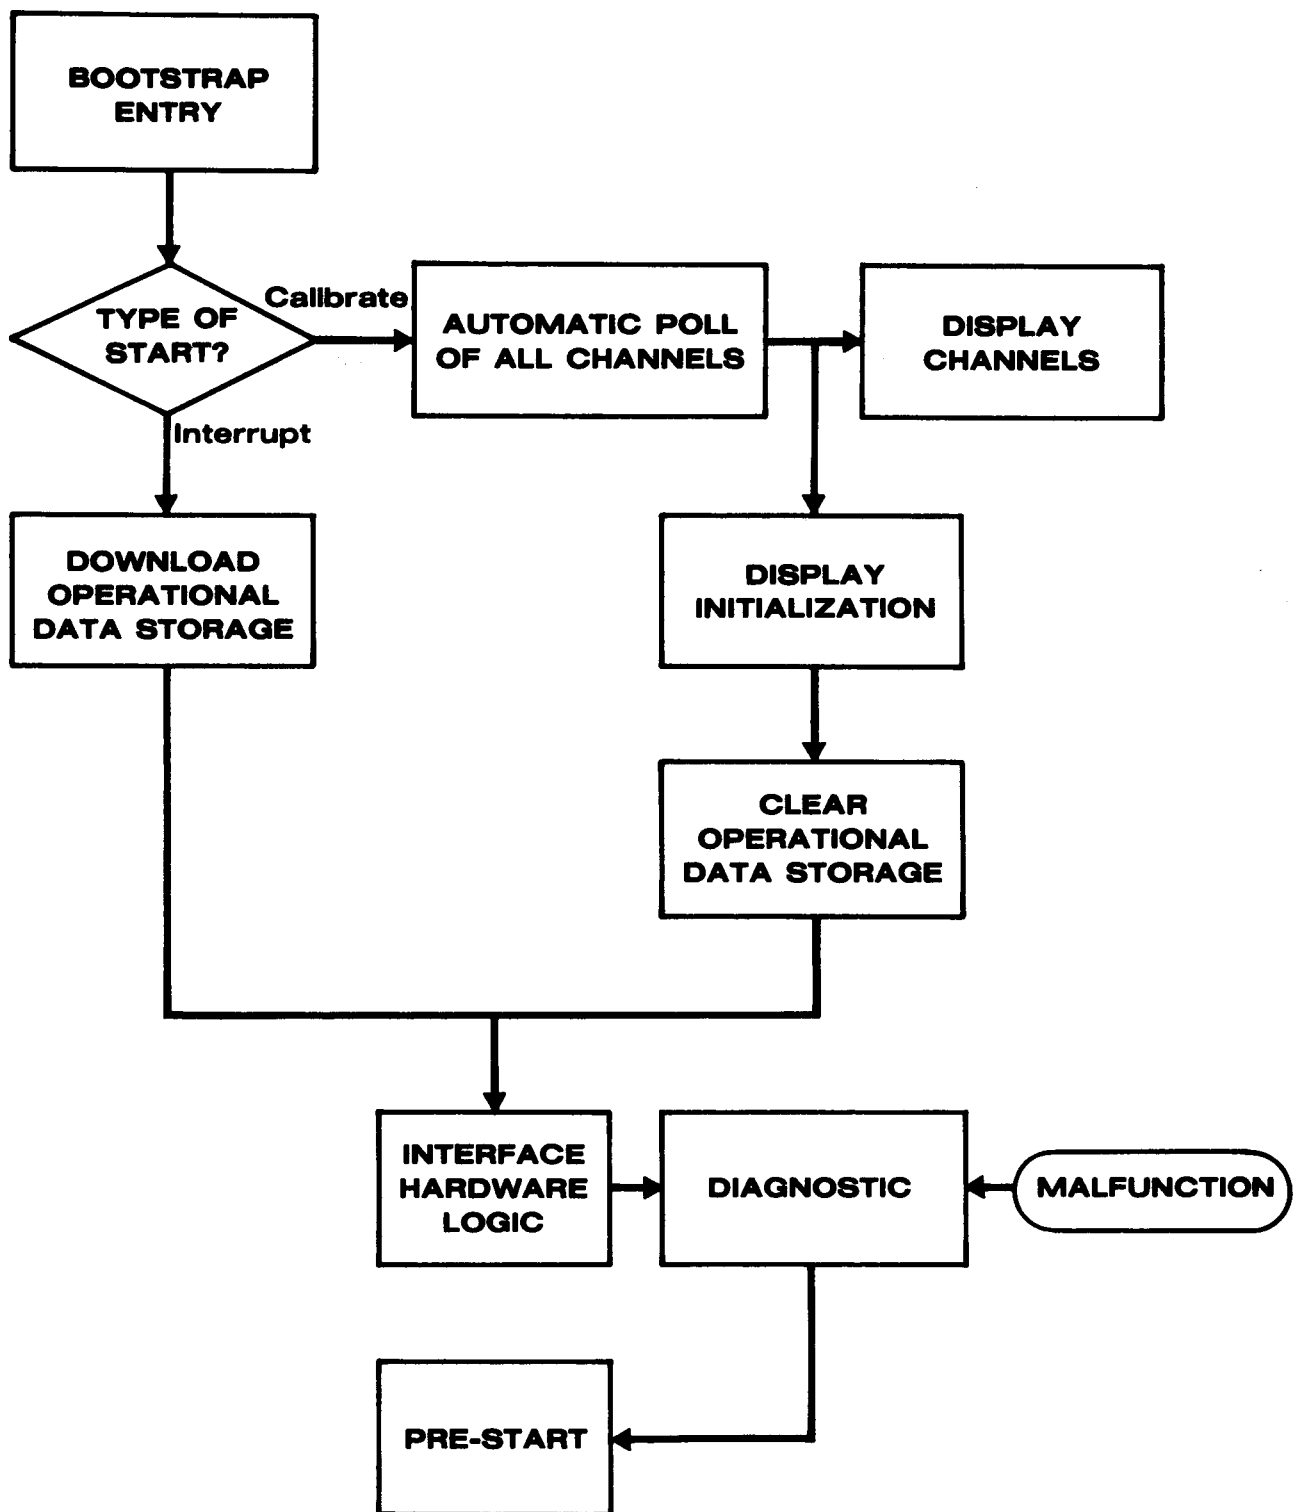 BOOTSTRAP
ENTRY
TYPE OF
START?
Calibrate
AUTOMATIC POLL
OF ALL CHANNELS
DISPLAY
CHANNELS
Interrupt
DOWNLOAD
OPERATIONAL
DATA STORAGE
DISPLAY
INITIALIZATION
CLEAR
OPERATIONAL
DATA STORAGE
INTERFACE
HARDWARE
LOGIC
DIAGNOSTIC
MALFUNCTION
PRE-START